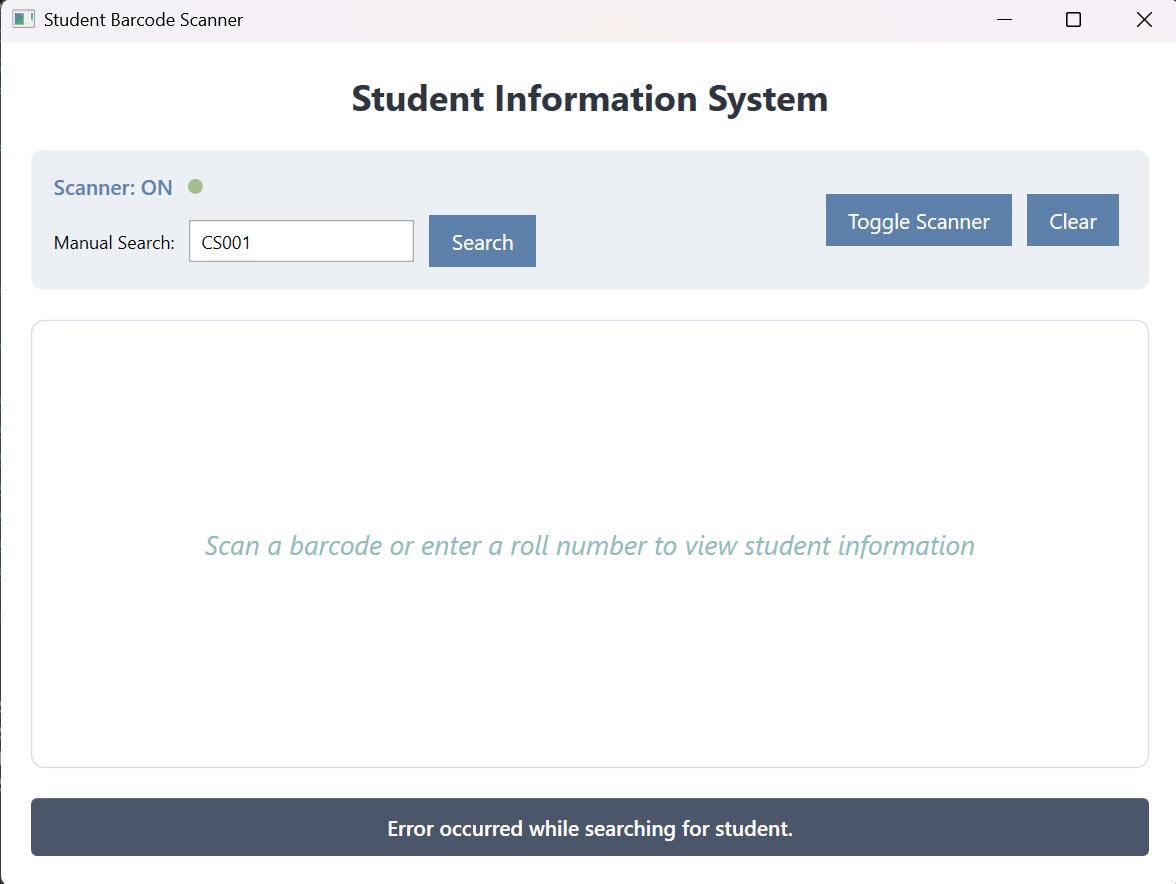 Student Barcode Scanner
Student Information System
Scanner: ON
Manual Search:
CS001
Search
Toggle Scanner
Clear
Scan a barcode or enter a roll number to view student information
Error occurred while searching for student.